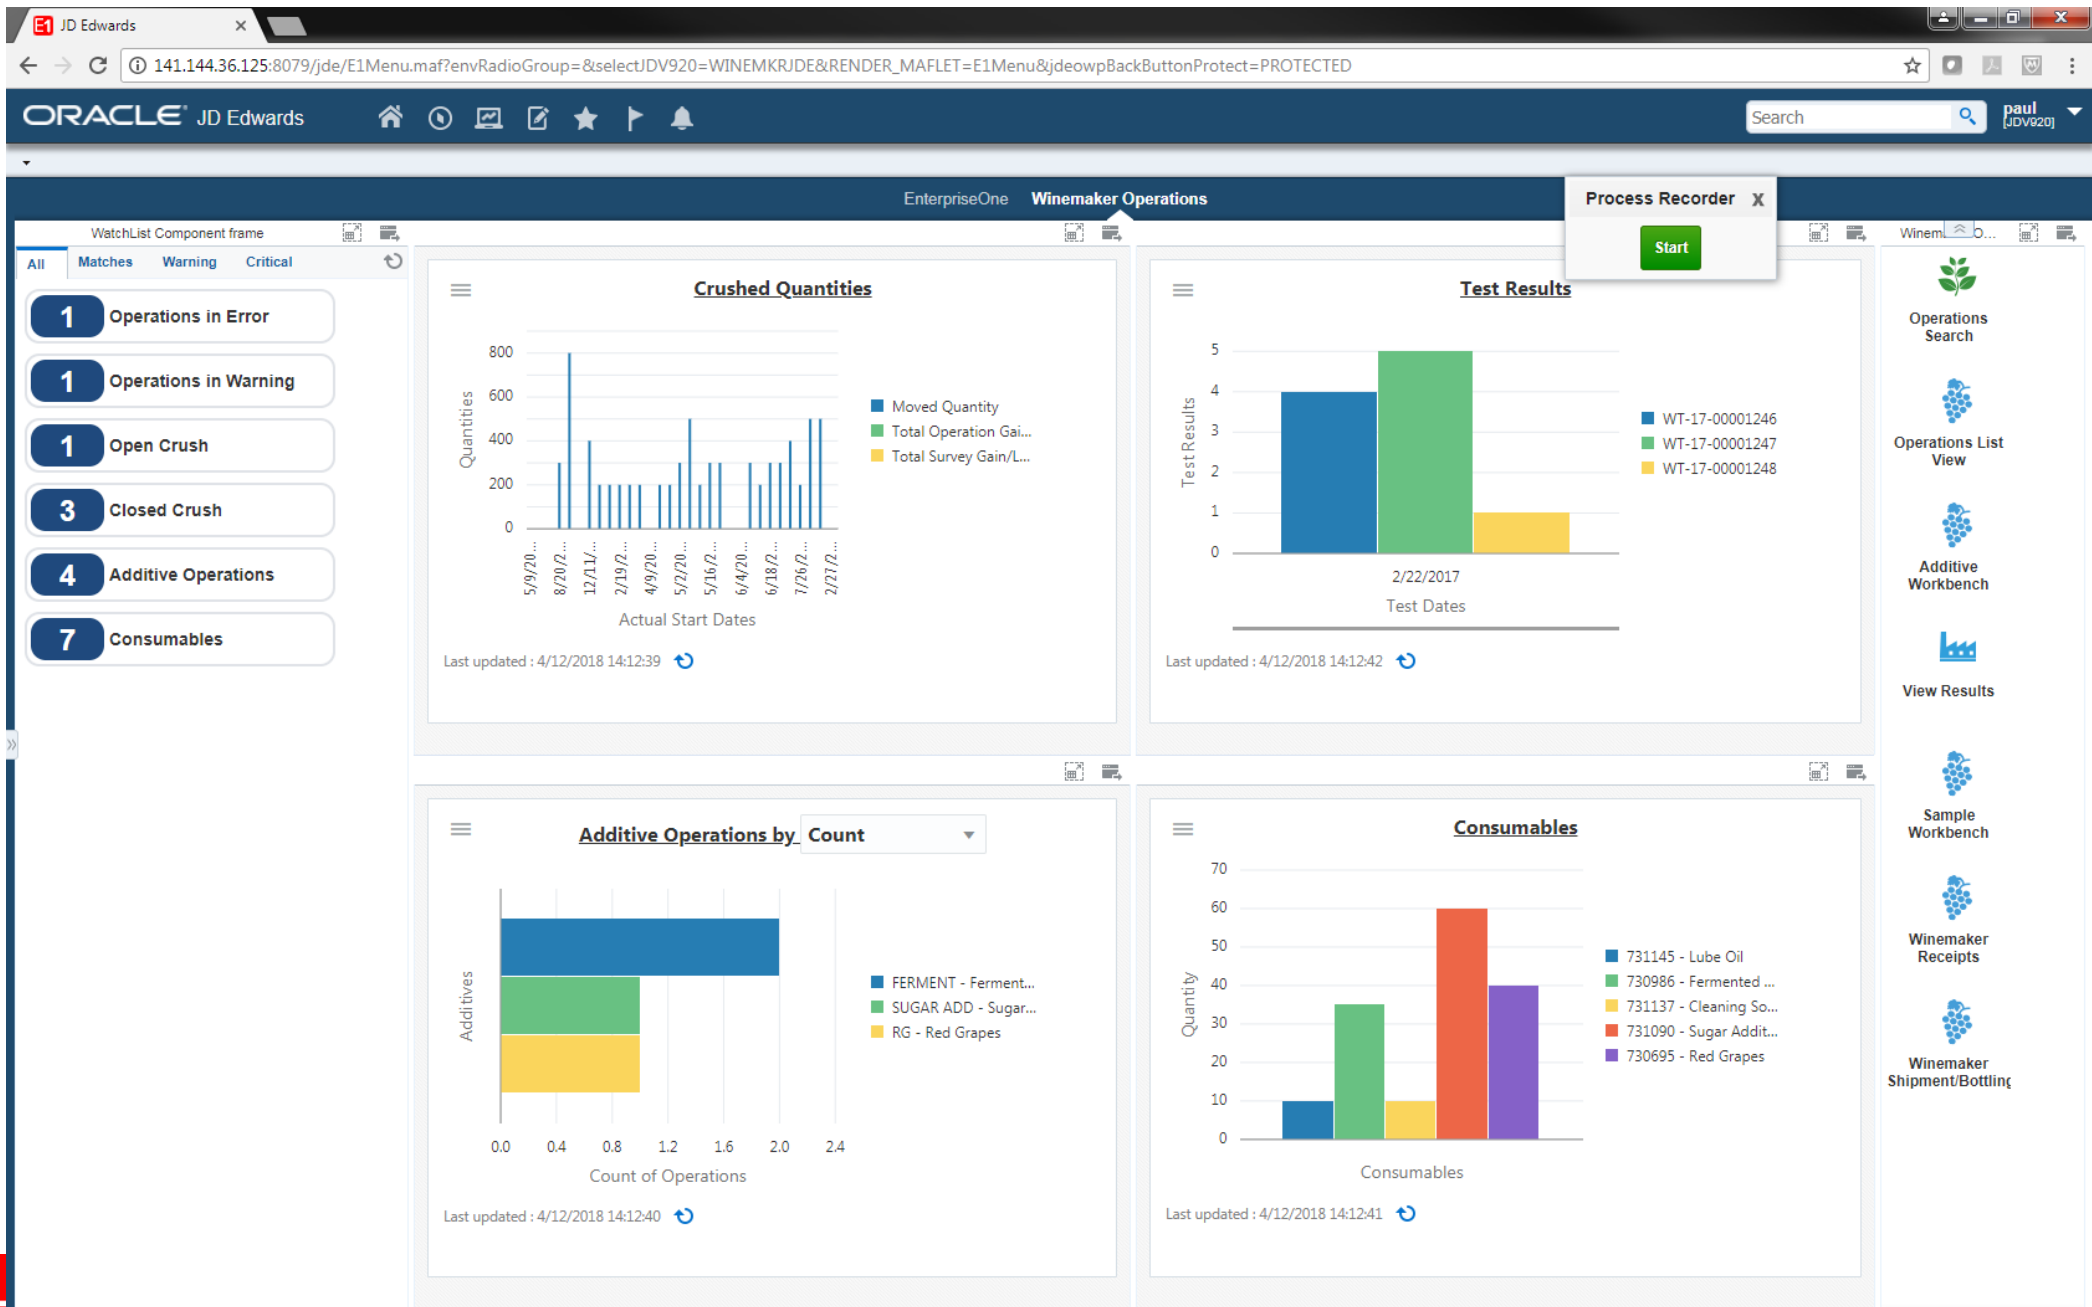 JD Edwards
141.144.36.125:8079/jde/E1Menu.maf?envRadioGroup=&selectJDV920=WINEMKRJDE&RENDER_MAFLET=E1Menu&jdeowpBackButtonProtect=PROTECTED
ORACLE JD Edwards
Search
paul
[JDV920]
EnterpriseOne Winemaker Operations
Process Recorder X
Start
WatchList Component frame
All Matches Warning Critical
1 Operations in Error
1 Operations in Warning
1 Open Crush
3 Closed Crush
4 Additive Operations
7 Consumables
Crushed Quantities
Quantities
800
600
400
200
0
5/9/20...
8/20/2...
12/11/...
2/19/2...
4/9/20...
5/2/20...
5/16/2...
6/4/20...
6/18/2...
7/26/2...
2/27/2...
Actual Start Dates
Moved Quantity
Total Operation Gai...
Total Survey Gain/L...
Last updated : 4/12/2018 14:12:39
Test Results
Test Results
5
4
3
2
1
0
2/22/2017
Test Dates
WT-17-00001246
WT-17-00001247
WT-17-00001248
Last updated : 4/12/2018 14:12:42
Additive Operations by Count
Additives
0.0 0.4 0.8 1.2 1.6 2.0 2.4
Count of Operations
FERMENT - Ferment...
SUGAR ADD - Sugar...
RG - Red Grapes
Last updated : 4/12/2018 14:12:40
Consumables
Quantity
70
60
50
40
30
20
10
0
Consumables
731145 - Lube Oil
730986 - Fermented ...
731137 - Cleaning So...
731090 - Sugar Addit...
730695 - Red Grapes
Last updated : 4/12/2018 14:12:41
Operations
Search
Operations List
View
Additive
Workbench
View Results
Sample
Workbench
Winemaker
Receipts
Winemaker
Shipment/Bottling